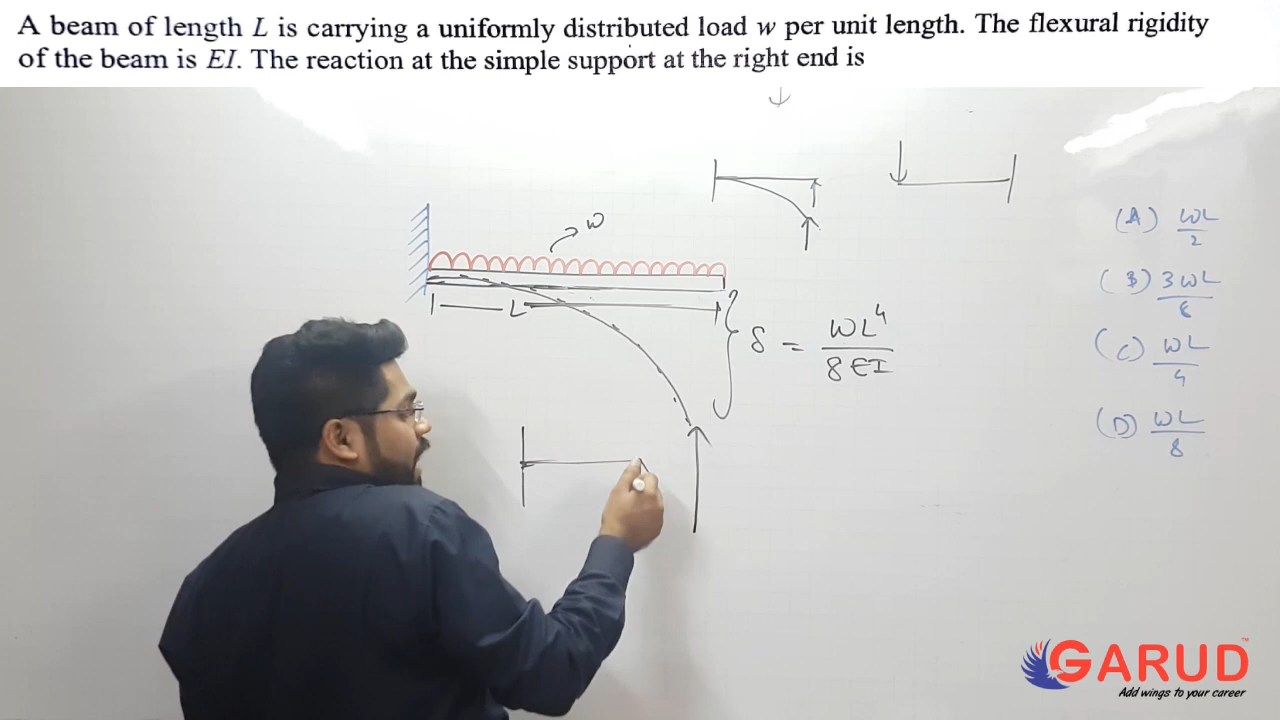 A beam of length L is carrying a uniformly distributed load w per unit length. The flexural rigidity
of the beam is EI. The reaction at the simple support at the right end is
w
L
δ = wL⁴/8EI
(A) wL/2
(B) 3wL/8
(C) wL/4
(D) wL/8
GARUD™
Add wings to your career